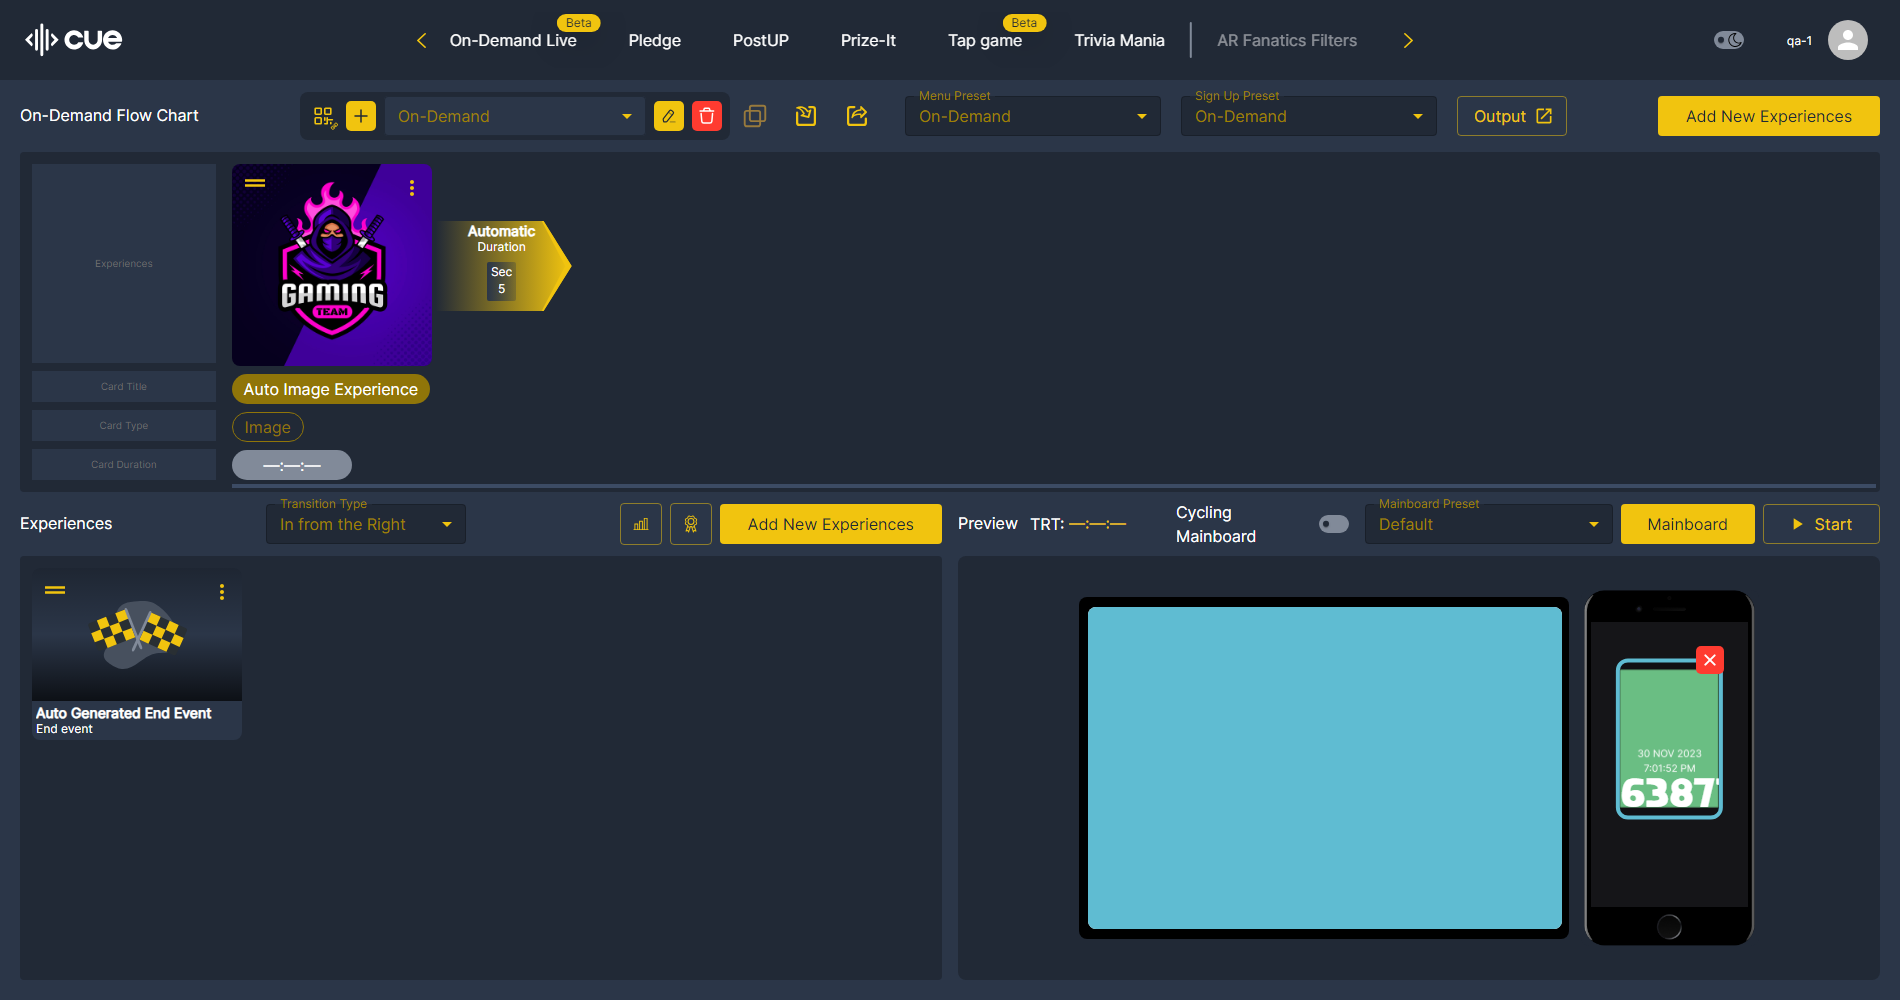 cue
On-Demand Live
Beta
Pledge
PostUP
Prize-It
Tap game
Beta
Trivia Mania
AR Fanatics Filters
qa-1
On-Demand Flow Chart
On-Demand
Menu Preset
On-Demand
Sign Up Preset
On-Demand
Output
Add New Experiences
Experiences
GAMING
TEAM
Automatic
Duration
Sec
5
Card Title
Auto Image Experience
Card Type
Image
Card Duration
—:—:—
Experiences
Transition Type
In from the Right
Add New Experiences
Preview
TRT: —:—:—
Cycling
Mainboard
Mainboard Preset
Default
Mainboard
Start
Auto Generated End Event
End event
30 NOV 2023
7:01:52 PM
6387